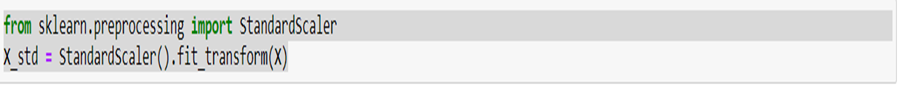 from sklearn.preprocessing import StandardScaler
X_std = StandardScaler().fit_transform(X)